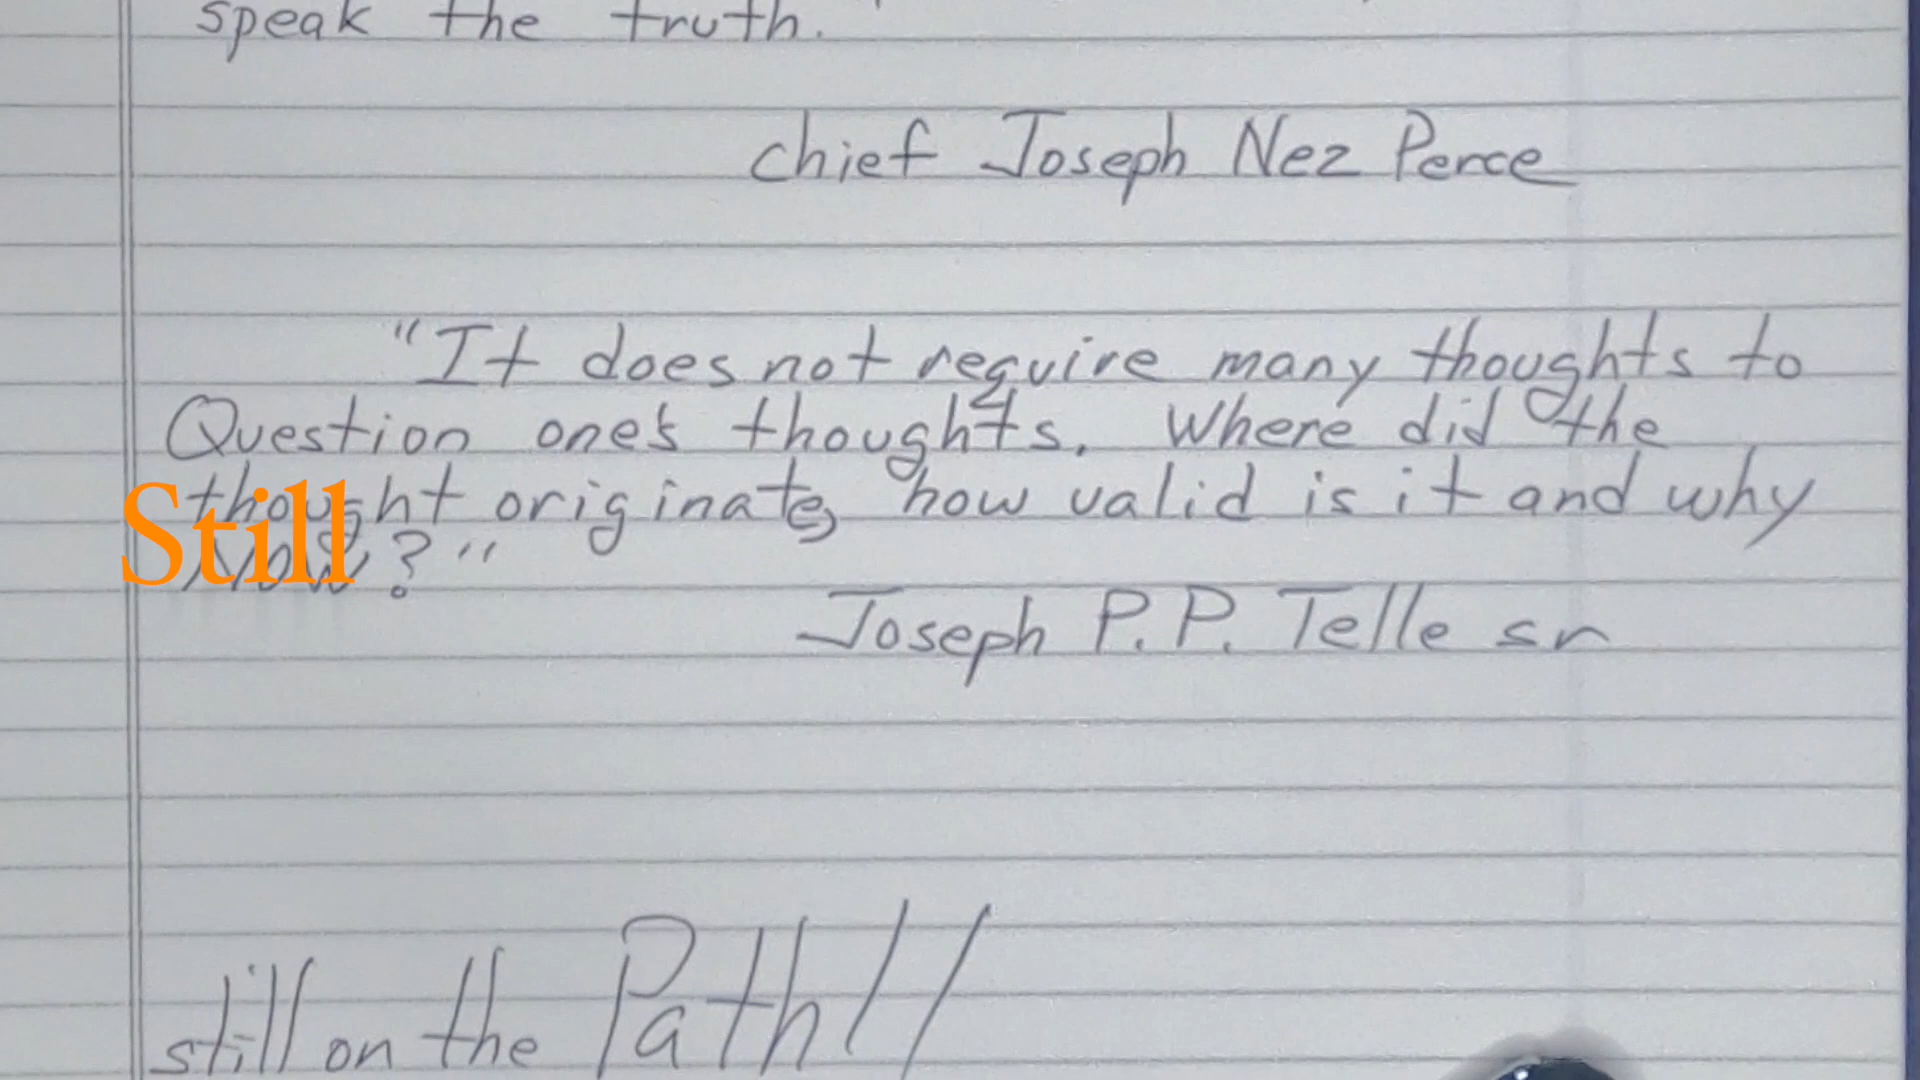 speak the truth."
Chief Joseph Nez Perce
"It does not require many thoughts to
Question one's thoughts. Where did the
thought originate, how valid is it and why
Now?"
Still
Joseph P.P. Telle sr
still on the Path!!